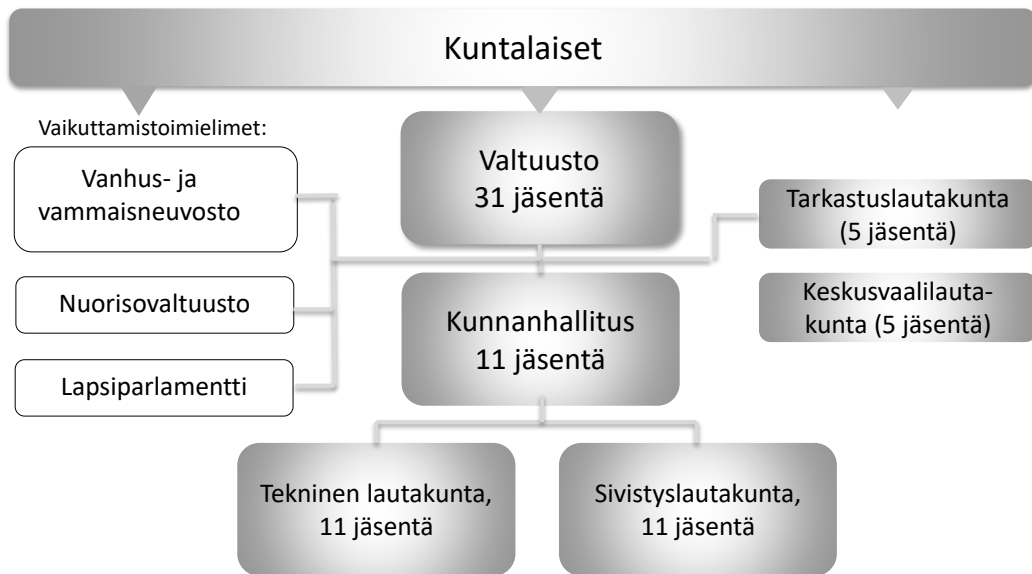 Kuntalaiset
Vaikuttamistoimielimet:
Vanhus- ja
vammaisneuvosto
Nuorisovaltuusto
Lapsiparlamentti
Valtuusto
31 jäsentä
Kunnanhallitus
11 jäsentä
Tarkastuslautakunta
(5 jäsentä)
Keskusvaalilauta-
kunta (5 jäsentä)
Tekninen lautakunta,
11 jäsentä
Sivistyslautakunta,
11 jäsentä